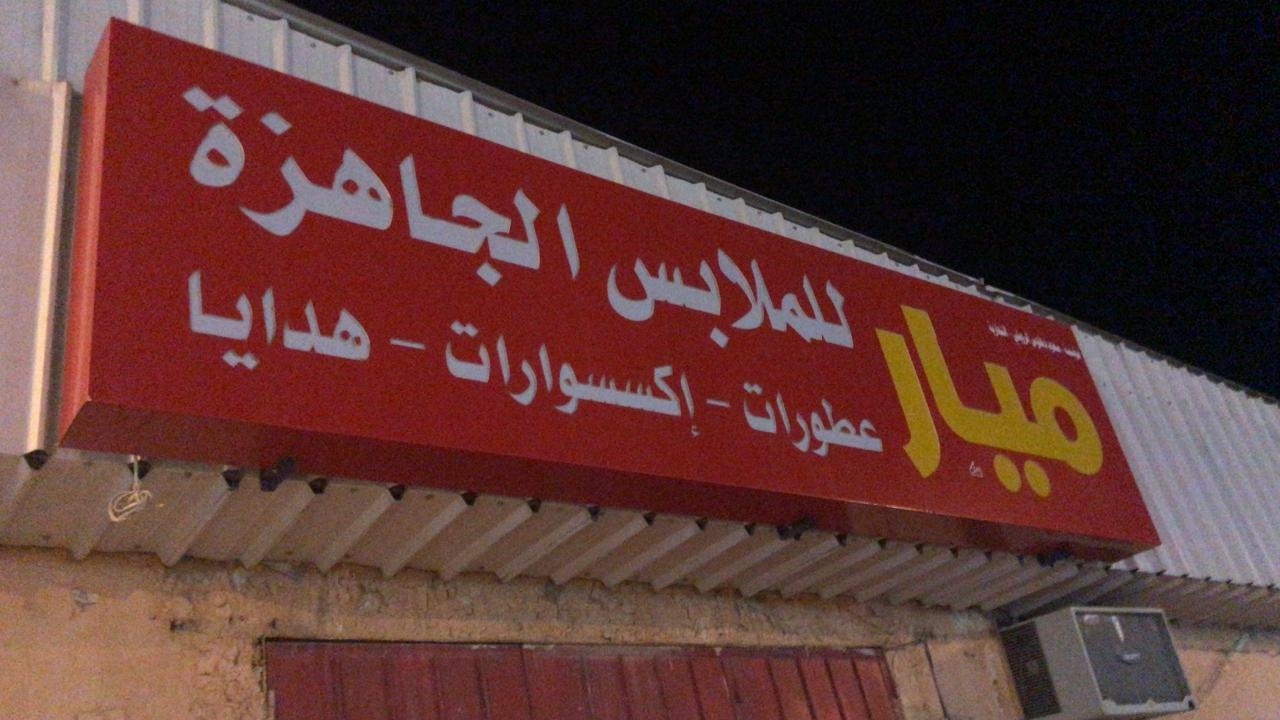 ميار
للملابس الجاهزة
عطورات - إكسسوارات - هدايا